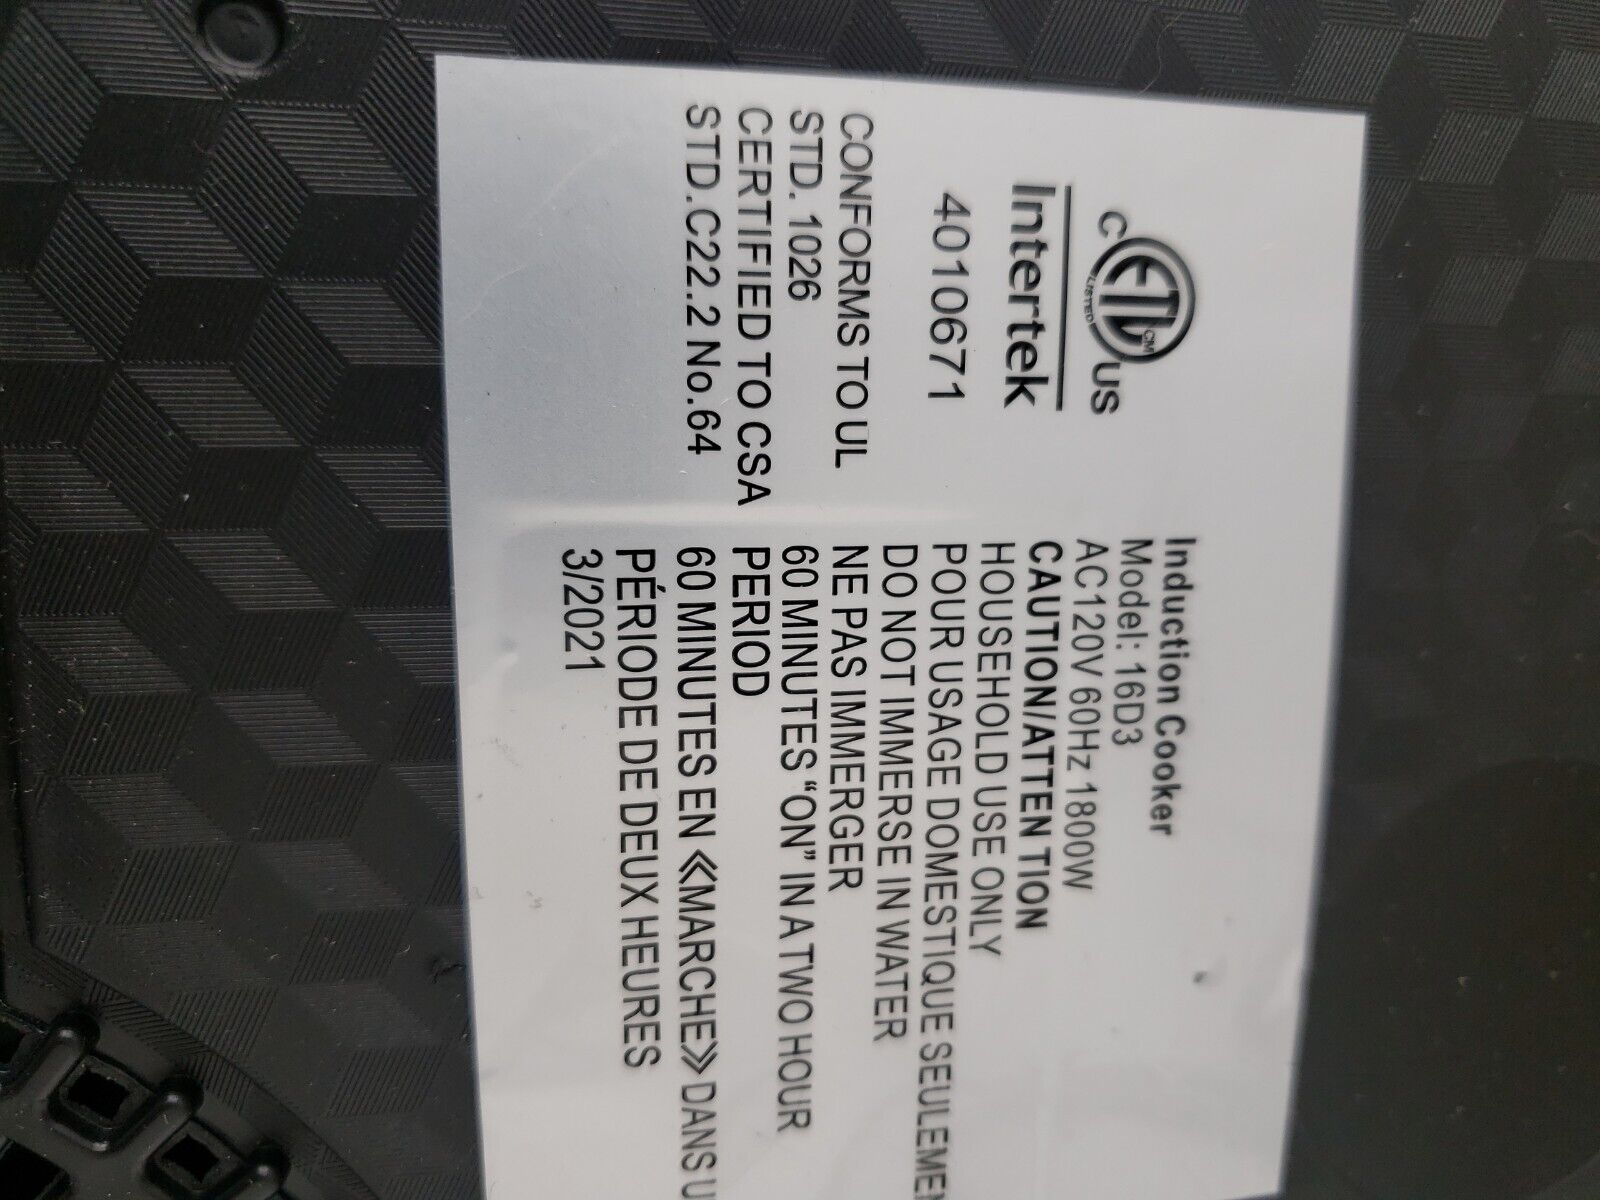 c ETL CM US
LISTED
Intertek
4010671
CONFORMS TO UL
STD. 1026
CERTIFIED TO CSA
STD.C22.2 No.64
Induction Cooker
Model: 16D3
AC120V 60Hz 1800W
CAUTION/ATTEN TION
HOUSEHOLD USE ONLY
POUR USAGE DOMESTIQUE SEULEMEN
DO NOT IMMERSE IN WATER
NE PAS IMMERGER
60 MINUTES “ON” IN A TWO HOUR
PERIOD
60 MINUTES EN «MARCHE» DANS U
PÉRIODE DE DEUX HEURES
3/2021